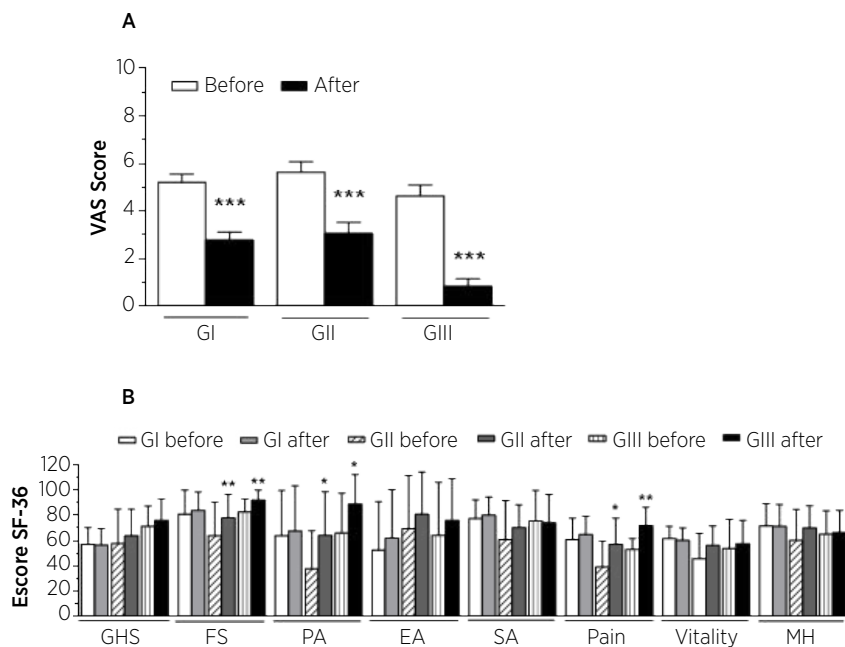 A
10
8
6
4
2
0
VAS Score
Before After
***
***
***
GI GII GIII
B
GI before GI after GII before GII after GIII before GIII after
120
100
80
60
40
20
0
Escore SF-36
** ** * * * **
GHS FS PA EA SA Pain Vitality MH